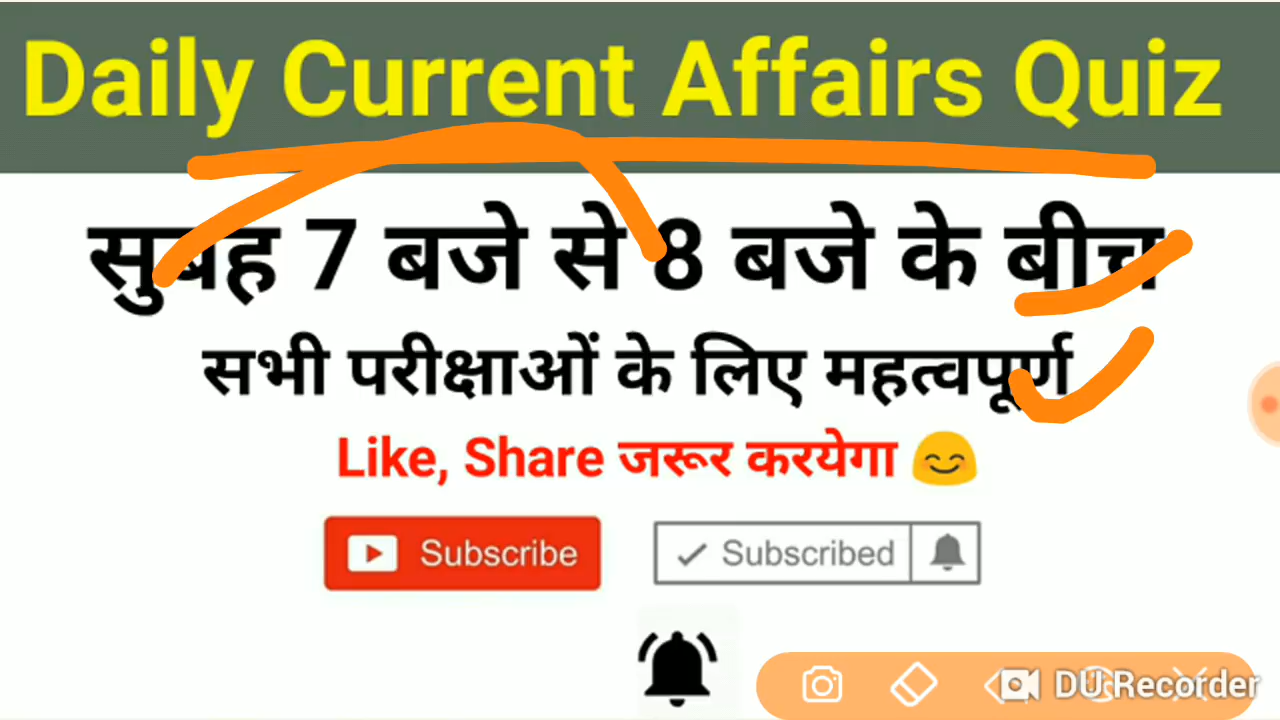 Daily Current Affairs Quiz
सुबह 7 बजे से 8 बजे के बीच
सभी परीक्षाओं के लिए महत्वपूर्ण
Like, Share जरूर करयेगा
Subscribe
Subscribed
DU Recorder